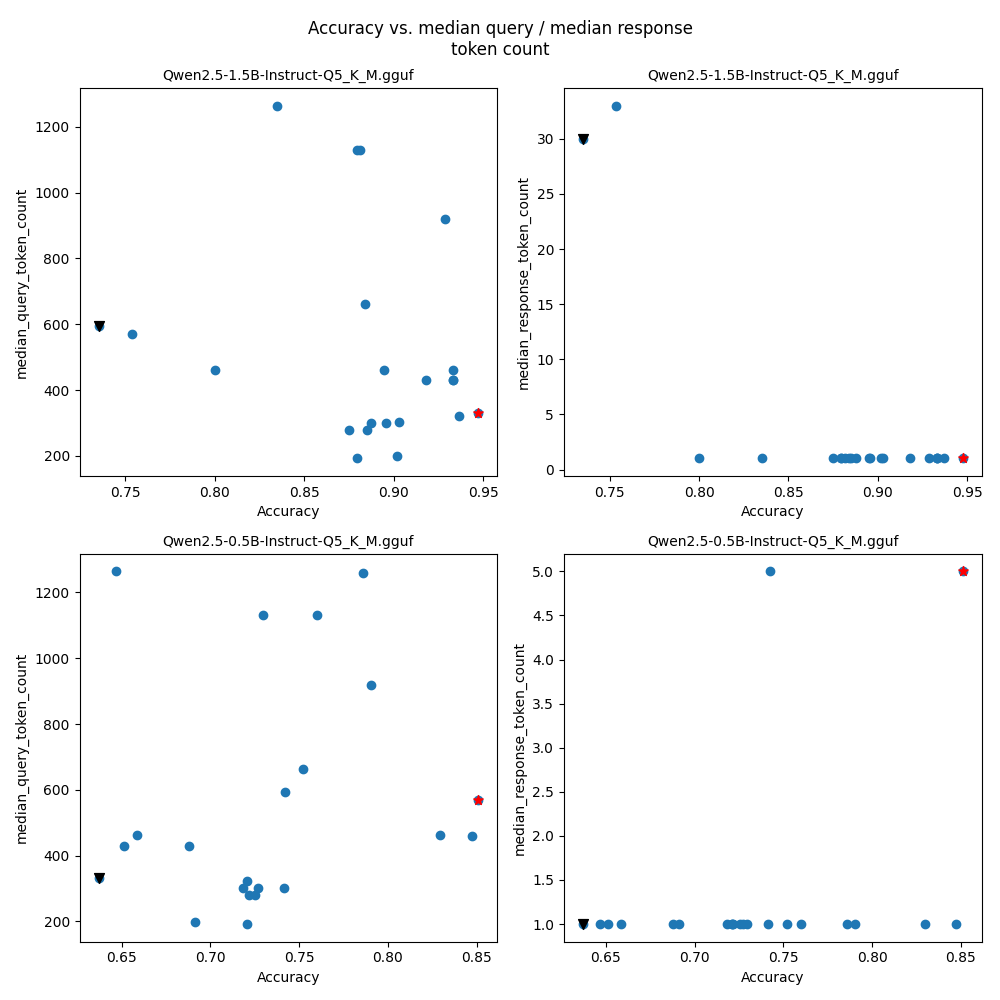 Accuracy vs. median query / median response
token count
Qwen2.5-1.5B-Instruct-Q5_K_M.gguf
median_query_token_count
1200
1000
800
600
400
200
0.75 0.80 0.85 0.90 0.95
Accuracy
Qwen2.5-1.5B-Instruct-Q5_K_M.gguf
median_response_token_count
30
25
20
15
10
5
0
0.75 0.80 0.85 0.90 0.95
Accuracy
Qwen2.5-0.5B-Instruct-Q5_K_M.gguf
median_query_token_count
1200
1000
800
600
400
200
0.65 0.70 0.75 0.80 0.85
Accuracy
Qwen2.5-0.5B-Instruct-Q5_K_M.gguf
median_response_token_count
5.0
4.5
4.0
3.5
3.0
2.5
2.0
1.5
1.0
0.65 0.70 0.75 0.80 0.85
Accuracy